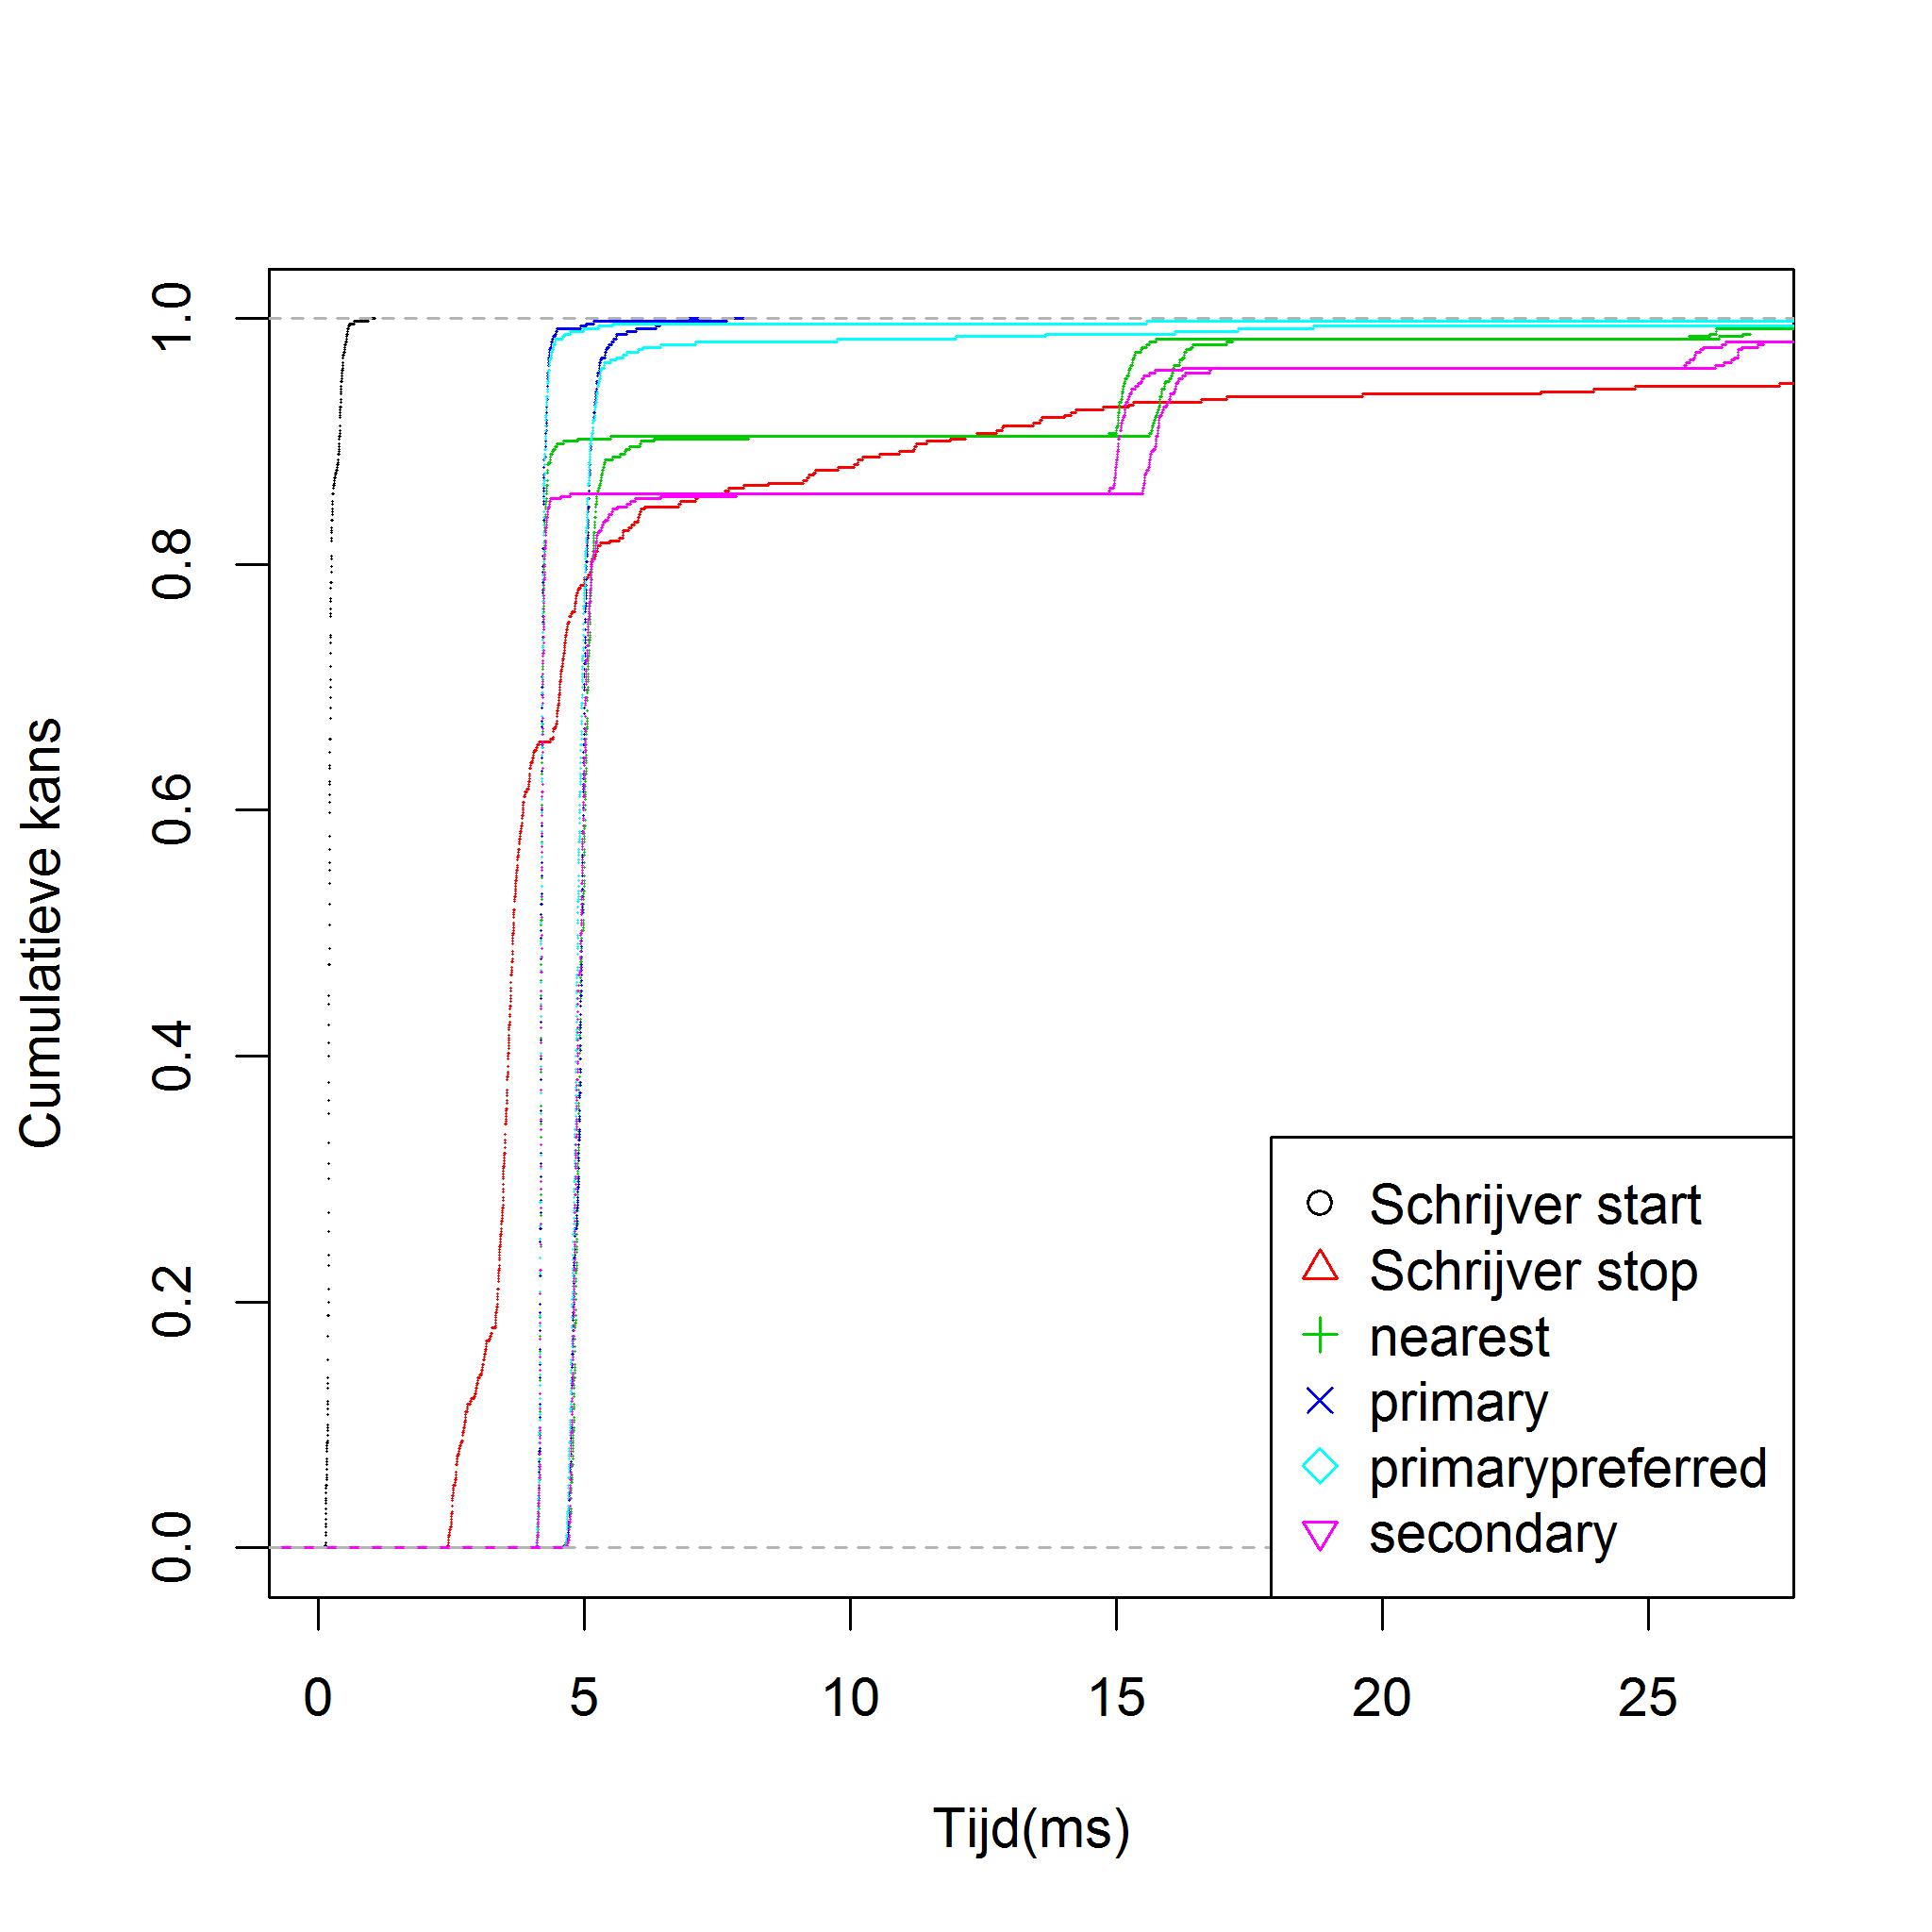 Cumulatieve kans
1.0
0.8
0.6
0.4
0.2
0.0
Schrijver start
Schrijver stop
nearest
primary
primarypreferred
secondary
0 5 10 15 20 25
Tijd(ms)